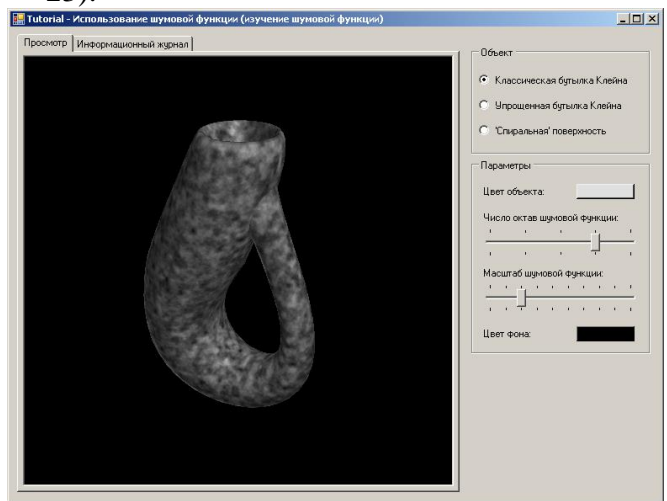 23).
Tutorial - Использование шумовой функции (изучение шумовой функции)
Просмотр
Информационный журнал
Объект
Классическая бутылка Клейна
Упрощенная бутылка Клейна
'Спиральная' поверхность
Параметры
Цвет объекта:
Число октав шумовой функции:
Масштаб шумовой функции:
Цвет фона: